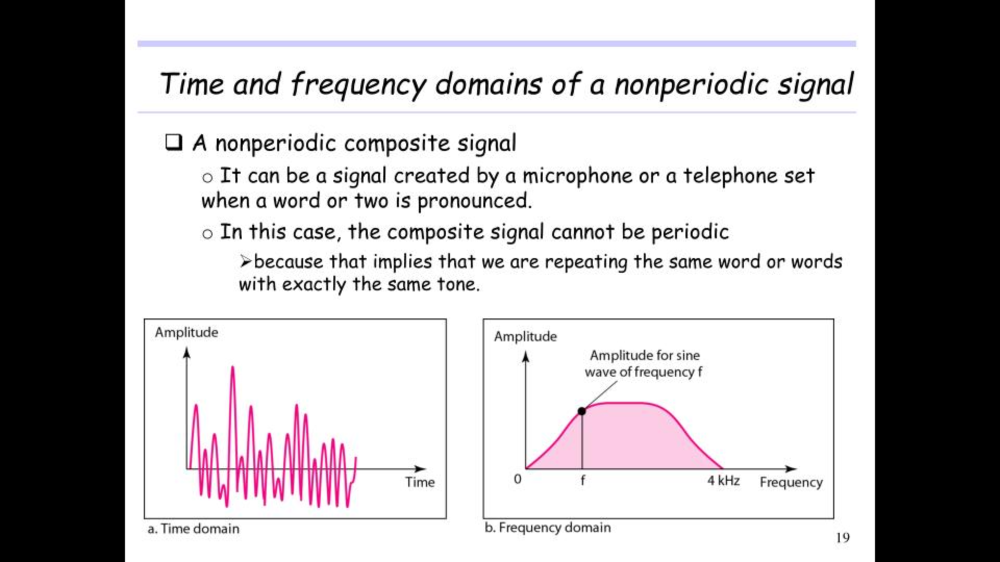 Time and frequency domains of a nonperiodic signal
❑ A nonperiodic composite signal
o It can be a signal created by a microphone or a telephone set
when a word or two is pronounced.
o In this case, the composite signal cannot be periodic
➢because that implies that we are repeating the same word or words
with exactly the same tone.
Amplitude
Time
a. Time domain
Amplitude
Amplitude for sine
wave of frequency f
0 f 4 kHz Frequency
b. Frequency domain
19